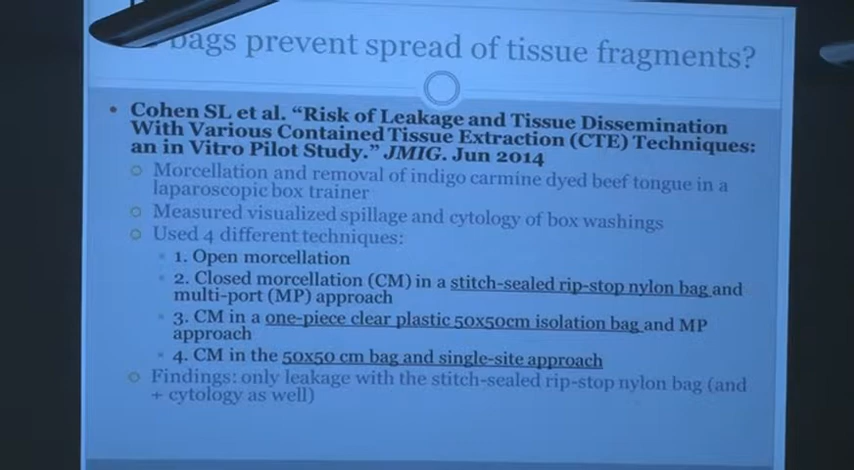 bags prevent spread of tissue fragments?
• Cohen SL et al. “Risk of Leakage and Tissue Dissemination
With Various Contained Tissue Extraction (CTE) Techniques:
an in Vitro Pilot Study.” JMIG. Jun 2014
Morcellation and removal of indigo carmine dyed beef tongue in a
laparoscopic box trainer
Measured visualized spillage and cytology of box washings
Used 4 different techniques:
1. Open morcellation
2. Closed morcellation (CM) in a stitch-sealed rip-stop nylon bag and
multi-port (MP) approach
3. CM in a one-piece clear plastic 50x50cm isolation bag and MP
approach
4. CM in the 50x50 cm bag and single-site approach
Findings: only leakage with the stitch-sealed rip-stop nylon bag (and
+ cytology as well)